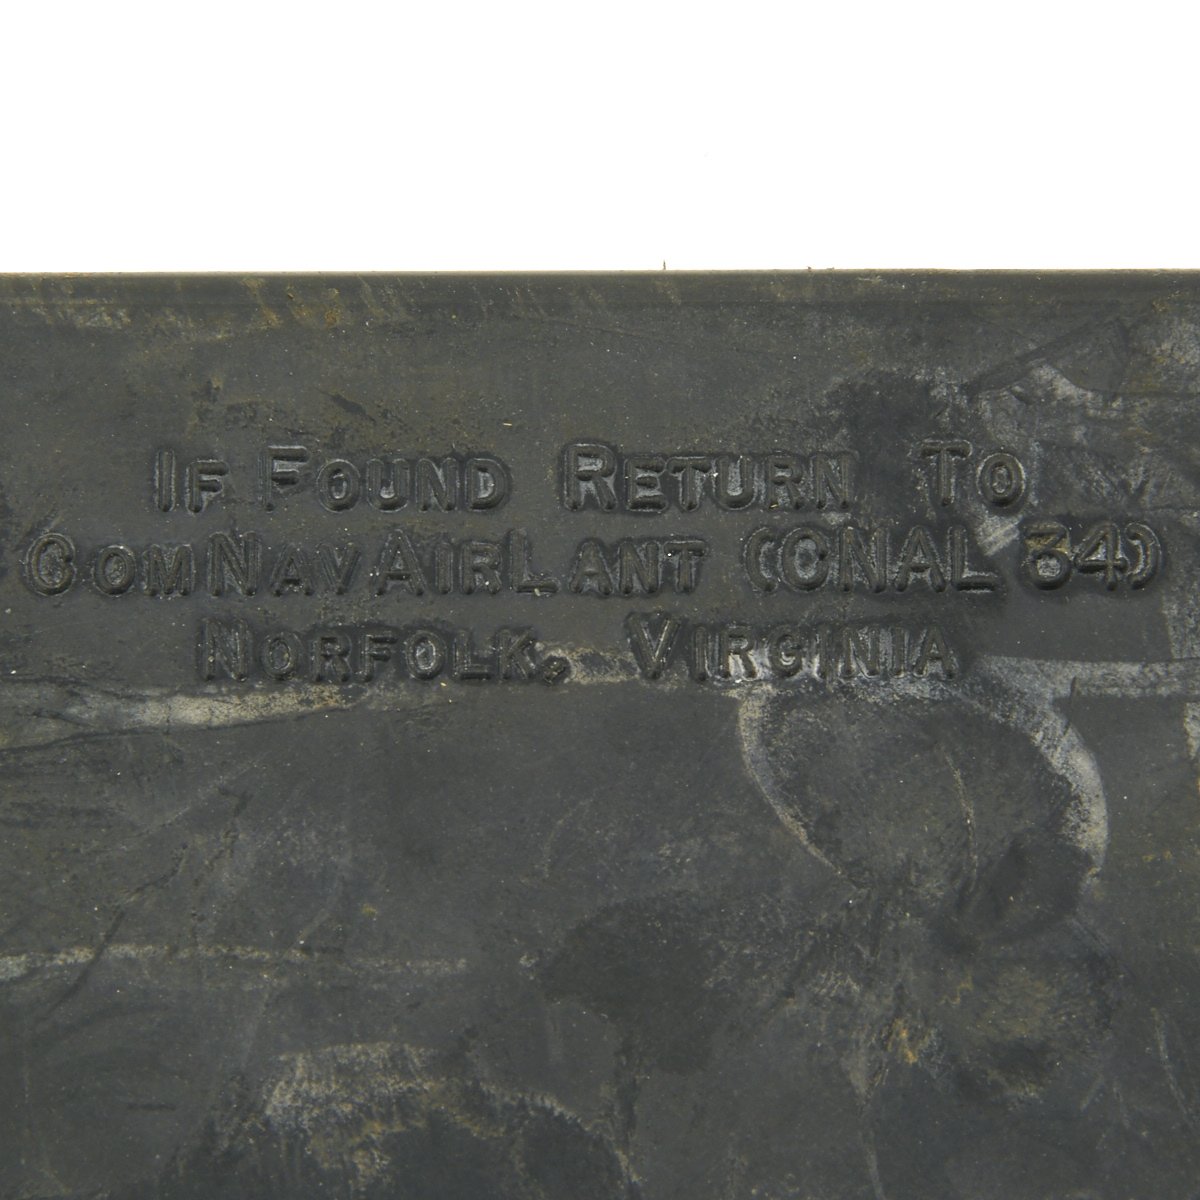 IF FOUND RETURN TO
COMNAVAIRLANT (CNAL 34)
NORFOLK, VIRGINIA